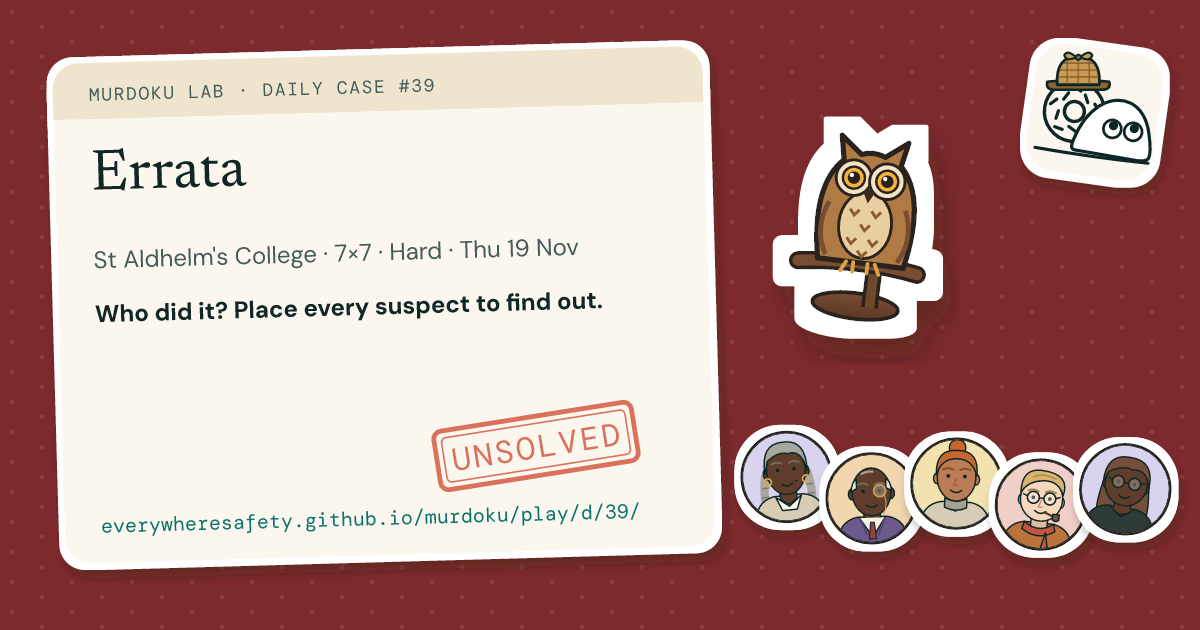 MURDOKU LAB · DAILY CASE #39
Errata
St Aldhelm's College · 7×7 · Hard · Thu 19 Nov
Who did it? Place every suspect to find out.
UNSOLVED
everywheresafety.github.io/murdoku/play/d/39/